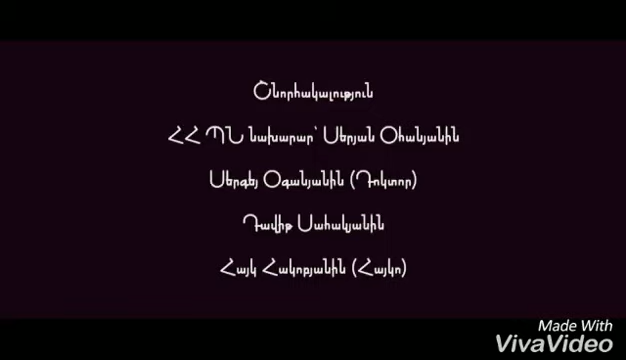 Շնորհակալություն
ՀՀ ՊՆ նախարար՝ Սեյրան Օհանյանին
Սերգեյ Օգանյանին (Դոկտոր)
Դավիթ Սահակյանին
Հայկ Հակոբյանին (Հայկո)
Made With
VivaVideo